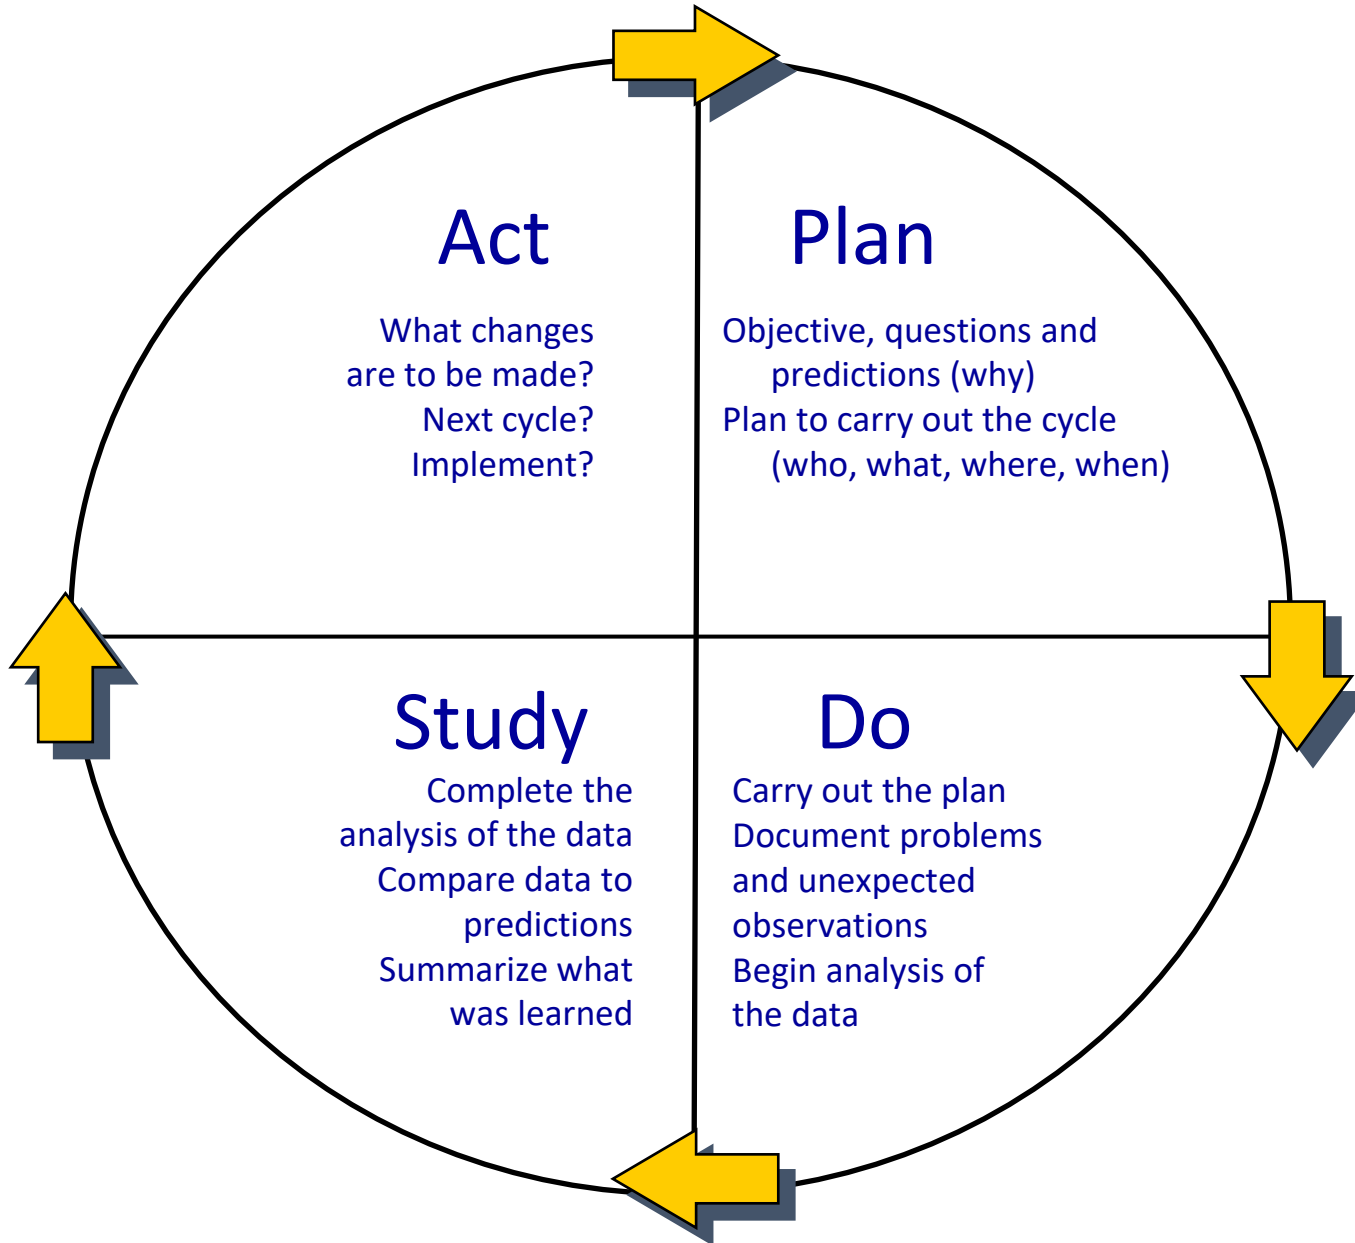 Act
What changes
are to be made?
Next cycle?
Implement?
Plan
Objective, questions and
predictions (why)
Plan to carry out the cycle
(who, what, where, when)
Study
Complete the
analysis of the data
Compare data to
predictions
Summarize what
was learned
Do
Carry out the plan
Document problems
and unexpected
observations
Begin analysis of
the data